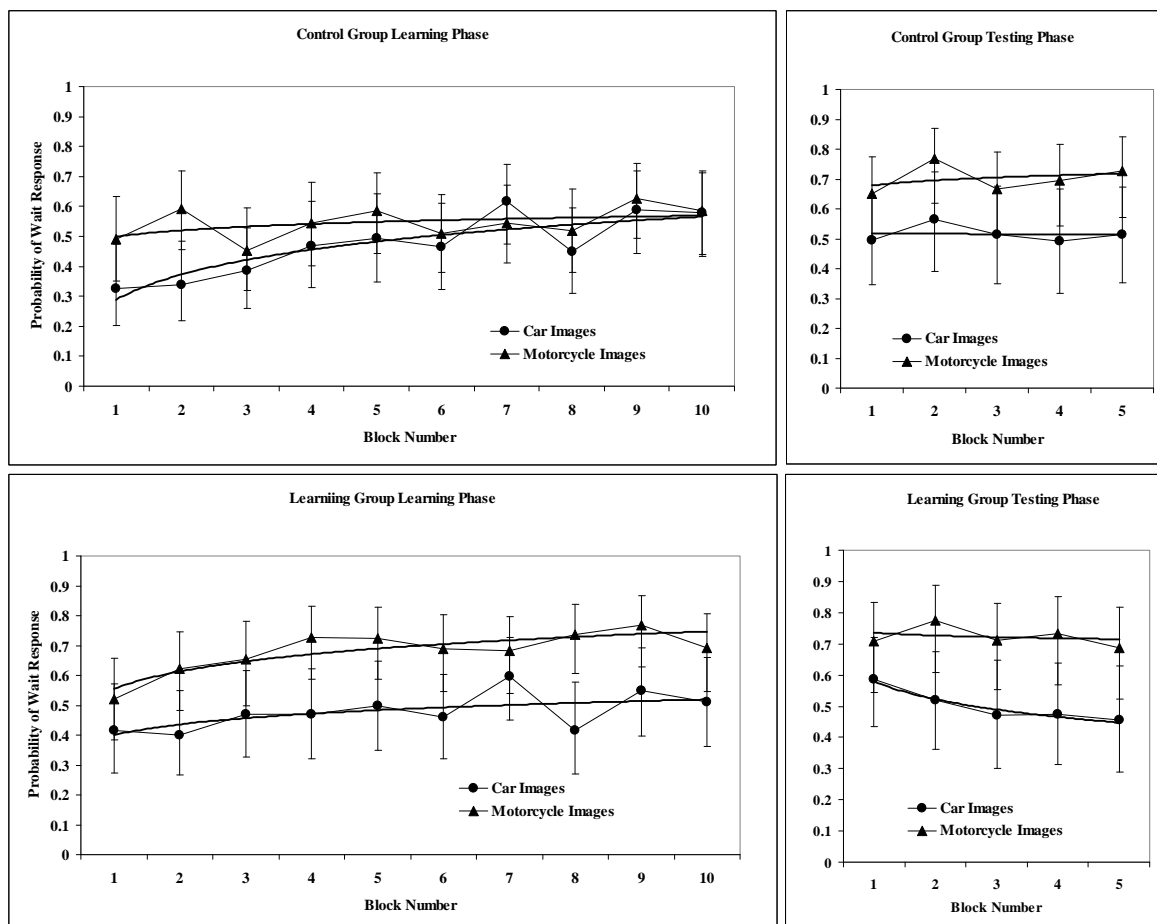 Control Group Learning Phase
Probability of Wait Response
1
0.9
0.8
0.7
0.6
0.5
0.4
0.3
0.2
0.1
0
Car Images
Motorcycle Images
1 2 3 4 5 6 7 8 9 10
Block Number
Control Group Testing Phase
1
0.9
0.8
0.7
0.6
0.5
0.4
0.3
0.2
0.1
0
Car Images
Motorcycle Images
1 2 3 4 5
Block Number
Learniing Group Learning Phase
Probability of Wait Response
1
0.9
0.8
0.7
0.6
0.5
0.4
0.3
0.2
0.1
0
Car Images
Motorcycle Images
1 2 3 4 5 6 7 8 9 10
Block Number
Learning Group Testing Phase
1
0.9
0.8
0.7
0.6
0.5
0.4
0.3
0.2
0.1
0
Car Images
Motorcycle Images
1 2 3 4 5
Block Number